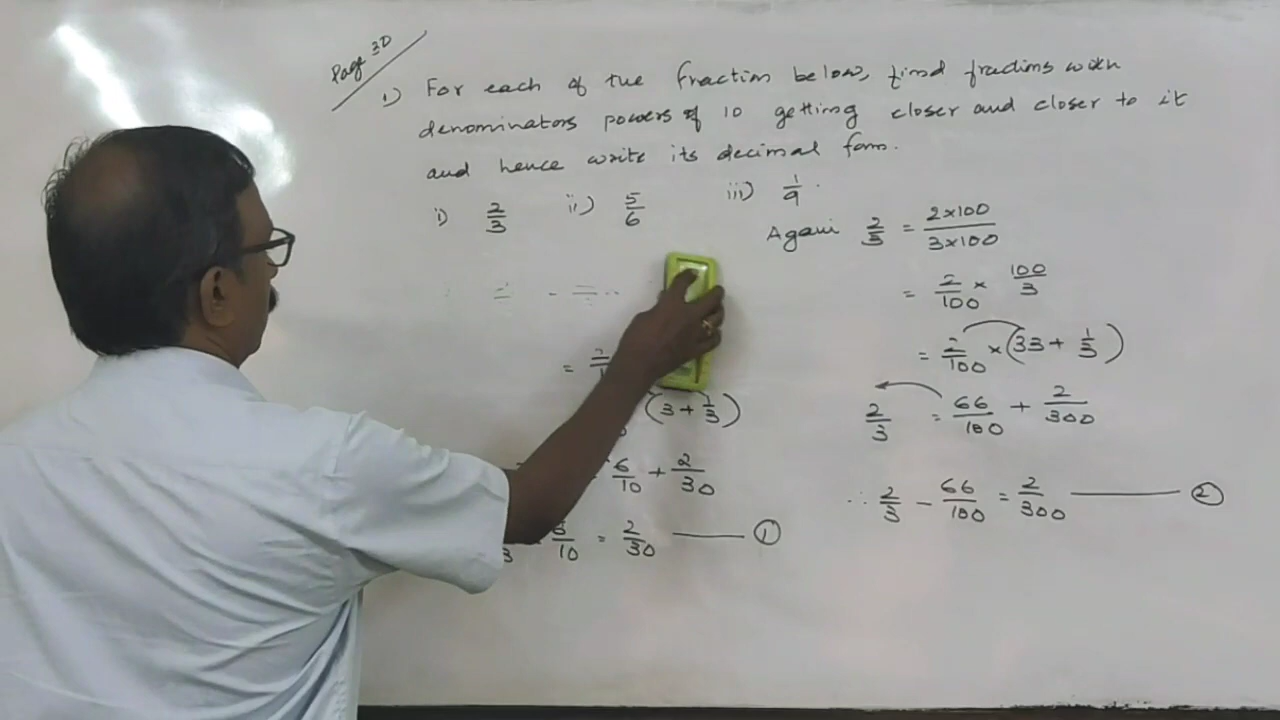 Page 30
1) For each of the fraction below, find fractions with
denominators powers of 10 getting closer and closer to it
and hence write its decimal form.
i) 2/3 ii) 5/6 iii) 1/9.
= 2/
(3 + 1/3)
6/10 + 2/30
/10 = 2/30 ——— ①
Again 2/3 = 2×100/3×100
= 2/100 × 100/3
= 2/100 × (33 + 1/3)
2/3 = 66/100 + 2/300
∴ 2/3 − 66/100 = 2/300 ——— ②